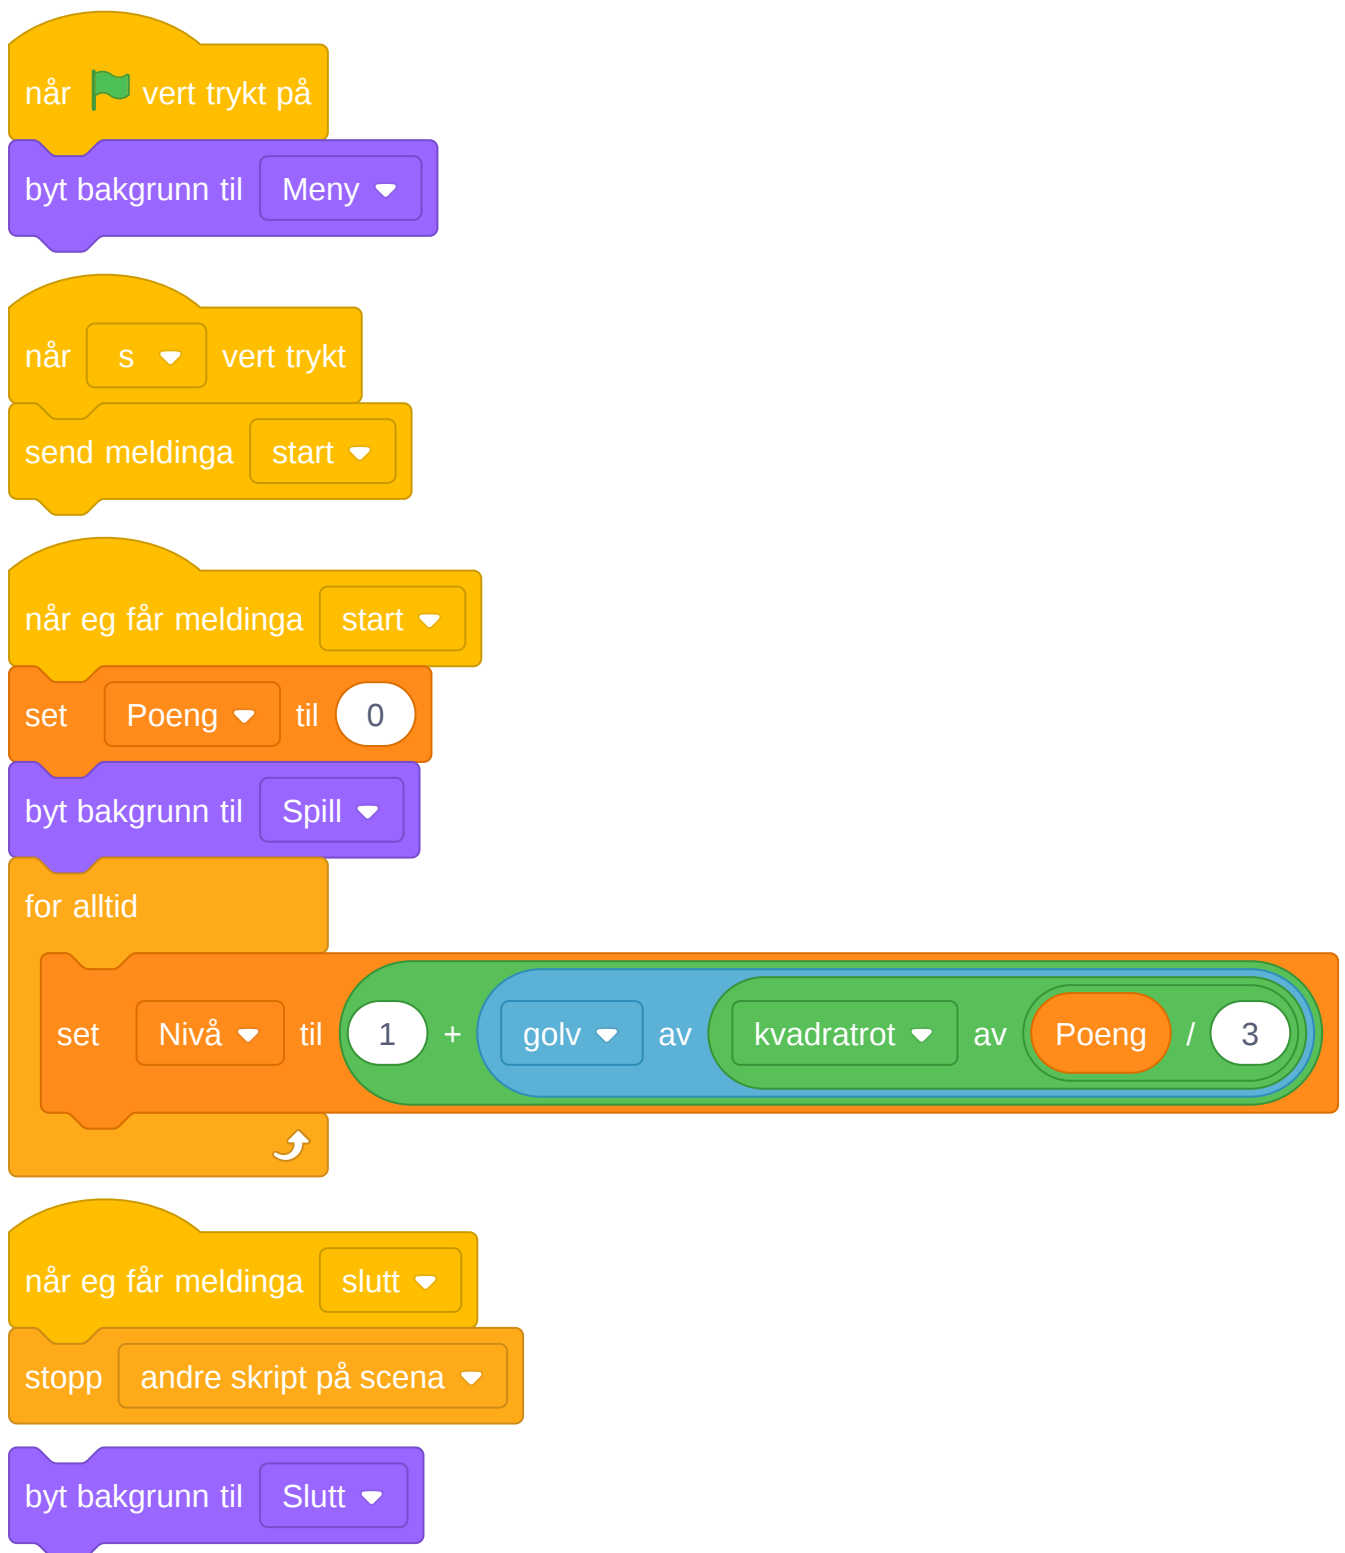 når vert trykt på
byt bakgrunn til Meny
når s vert trykt
send meldinga start
når eg får meldinga start
set Poeng til 0
byt bakgrunn til Spill
for alltid
set Nivå til 1 + golv av kvadratrot av Poeng / 3
når eg får meldinga slutt
stopp andre skript på scena
byt bakgrunn til Slutt